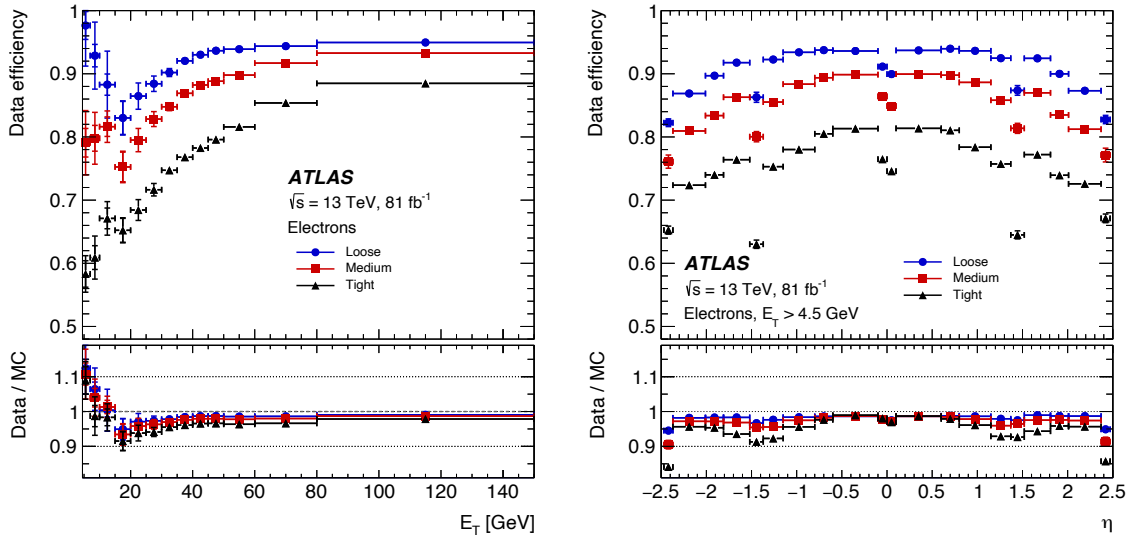 Data efficiency
1
0.9
0.8
0.7
0.6
0.5
ATLAS
√s = 13 TeV, 81 fb⁻¹
Electrons
Loose
Medium
Tight
Data / MC
1.1
1
0.9
20 40 60 80 100 120 140
E_T [GeV]
Data efficiency
1
0.9
0.8
0.7
0.6
0.5
Loose
Medium
Tight
ATLAS
√s = 13 TeV, 81 fb⁻¹
Electrons, E_T > 4.5 GeV
Data / MC
1.1
1
0.9
−2.5 −2 −1.5 −1 −0.5 0 0.5 1 1.5 2 2.5
η